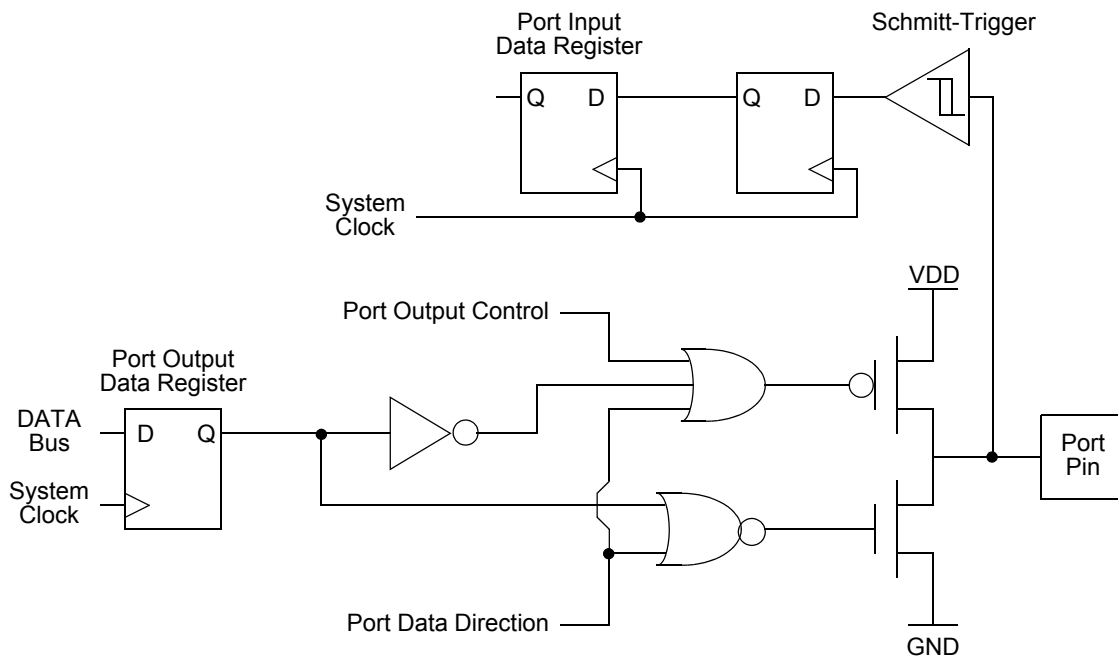 Port Input
Data Register
Schmitt-Trigger
Q D
Q D
System
Clock
VDD
Port Output Control
Port Output
Data Register
DATA
Bus
D Q
System
Clock
Port
Pin
Port Data Direction
GND